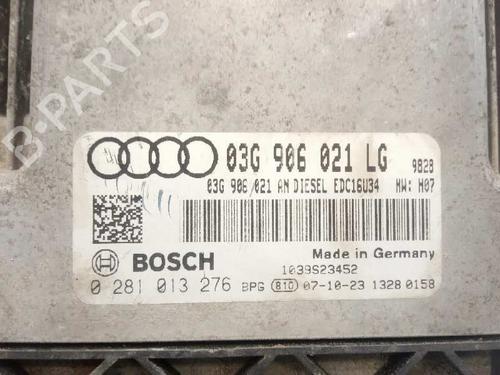 B-PARTS
03G 906 021 LG 9828
03G 906 021 AN DIESEL EDC16U34 HW: H07
BOSCH
Made in Germany
1039S23452
0 281 013 276 BPG 810 07-10-23 1328 0158